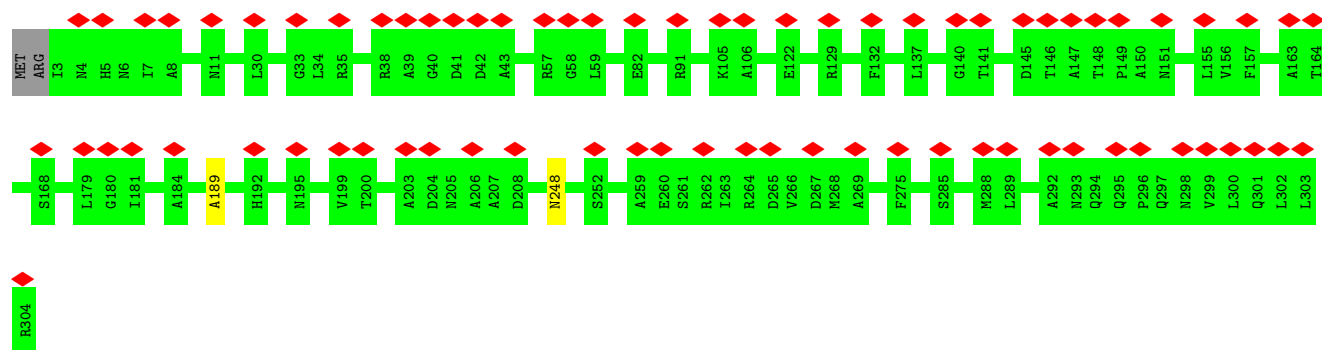 MET ARG I3 N4 H5 N6 I7 A8 N11 L30 G33 L34 R35 R38 A39 G40 D41 D42 A43 R57 G58 L59 E82 R91 K105 A106 E122 R129 F132 L137 G140 T141 D145 T146 A147 T148 P149 A150 N151 L155 V156 F157 A163 T164
S168 L179 G180 I181 A184 A189 H192 N195 V199 T200 A203 D204 N205 A206 A207 D208 N248 S252 A259 E260 S261 R262 I263 R264 D265 V266 D267 M268 A269 F275 S285 M288 L289 A292 N293 Q294 Q295 P296 Q297 N298 V299 L300 Q301 L302 L303
R304